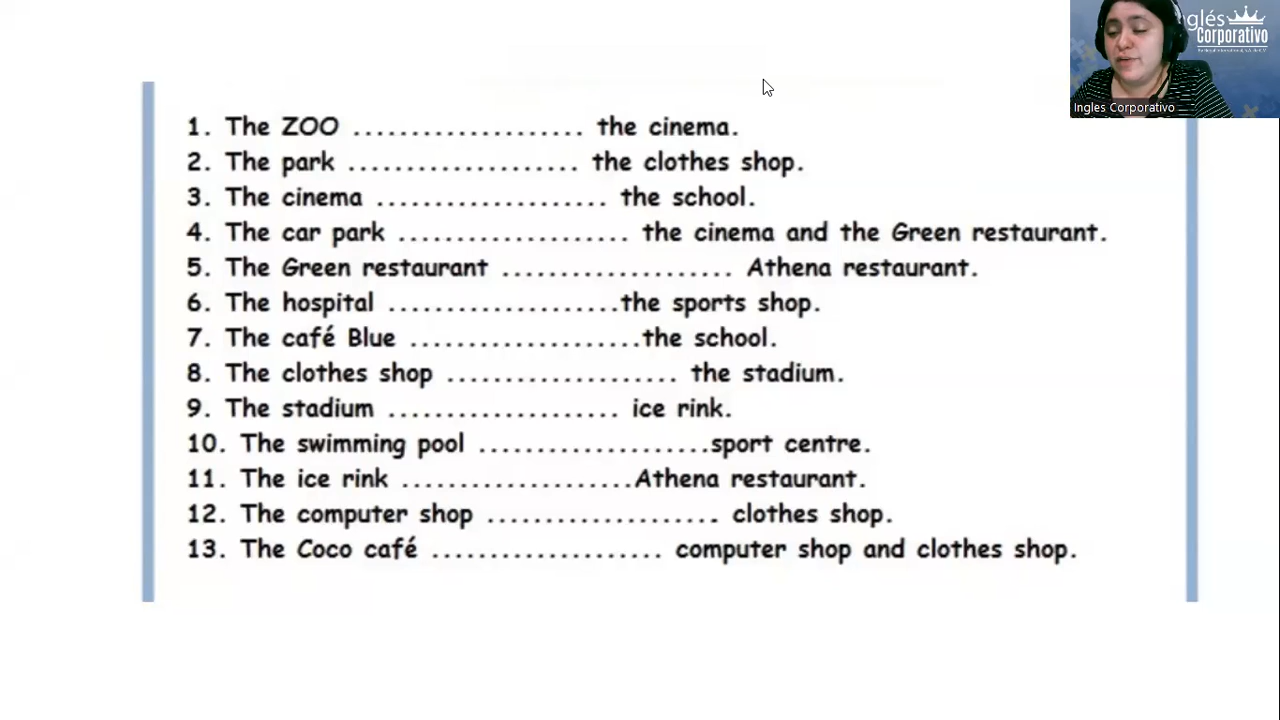 glés
Corporativo
Ingles Corporativo
1. The ZOO .................... the cinema.
2. The park .................... the clothes shop.
3. The cinema .................... the school.
4. The car park .................... the cinema and the Green restaurant.
5. The Green restaurant .................... Athena restaurant.
6. The hospital ....................the sports shop.
7. The café Blue ....................the school.
8. The clothes shop .................... the stadium.
9. The stadium .................... ice rink.
10. The swimming pool ....................sport centre.
11. The ice rink ....................Athena restaurant.
12. The computer shop .................... clothes shop.
13. The Coco café .................... computer shop and clothes shop.